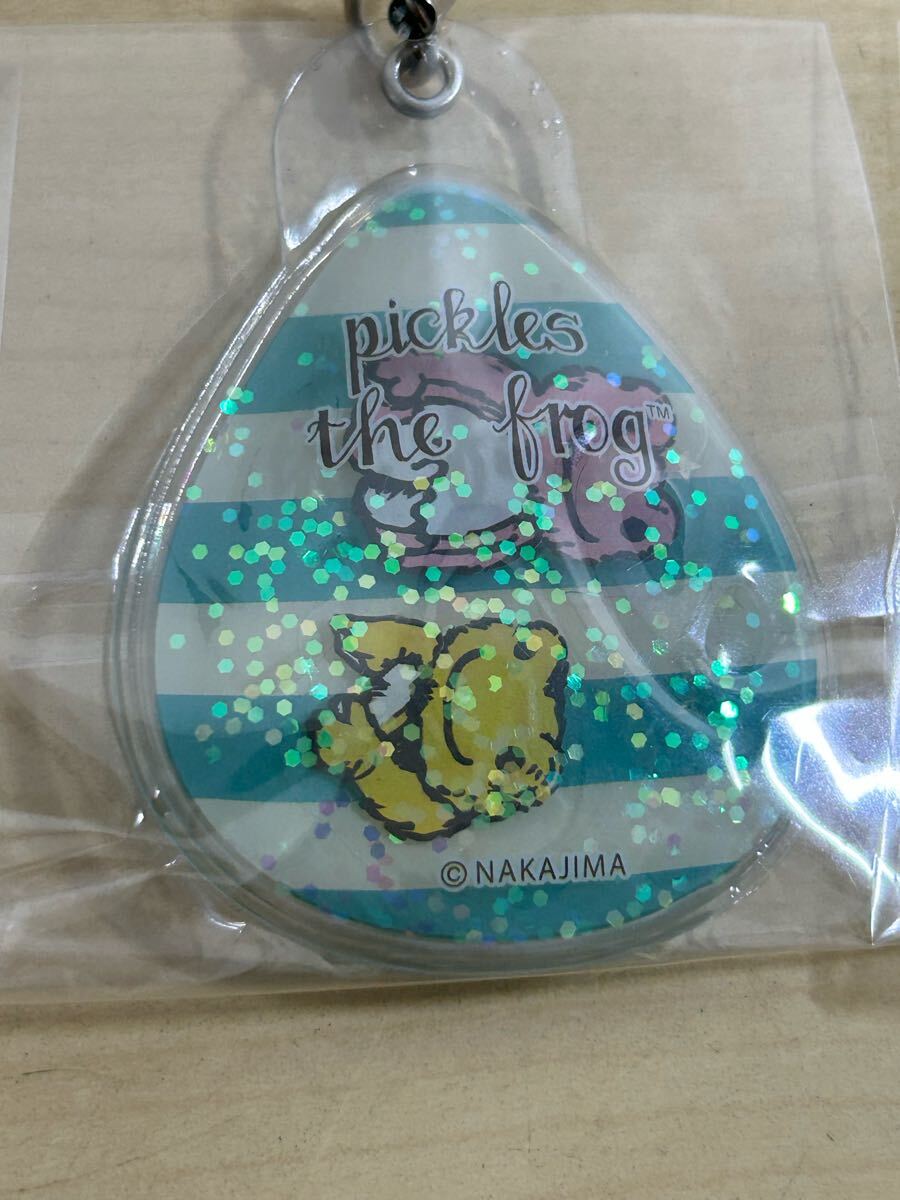 pickles
the frog™
© NAKAJIMA